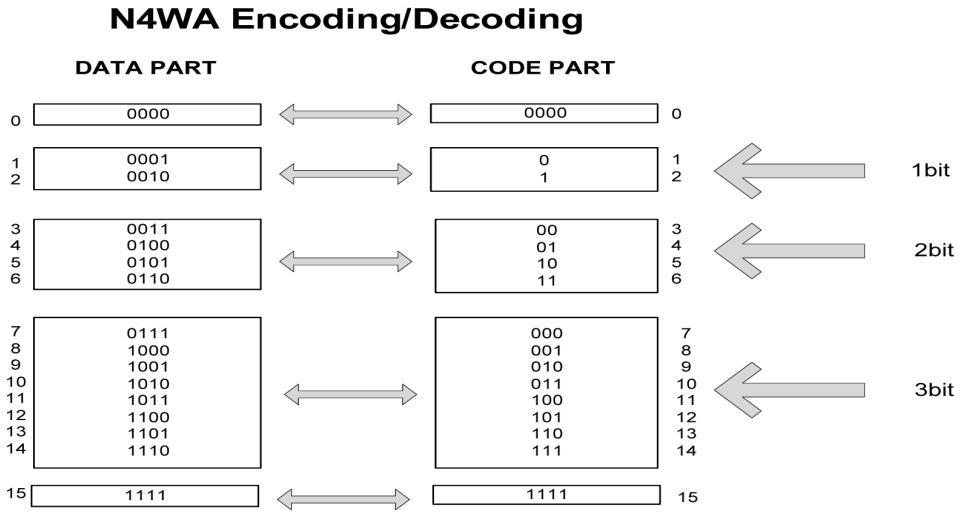 N4WA Encoding/Decoding
DATA PART CODE PART
0 0000 0000 0
1 0001 0 1
2 0010 1 2
1bit
3 0011 00 3
4 0100 01 4
5 0101 10 5
6 0110 11 6
2bit
7 0111 000 7
8 1000 001 8
9 1001 010 9
10 1010 011 10
11 1011 100 11
12 1100 101 12
13 1101 110 13
14 1110 111 14
3bit
15 1111 1111 15